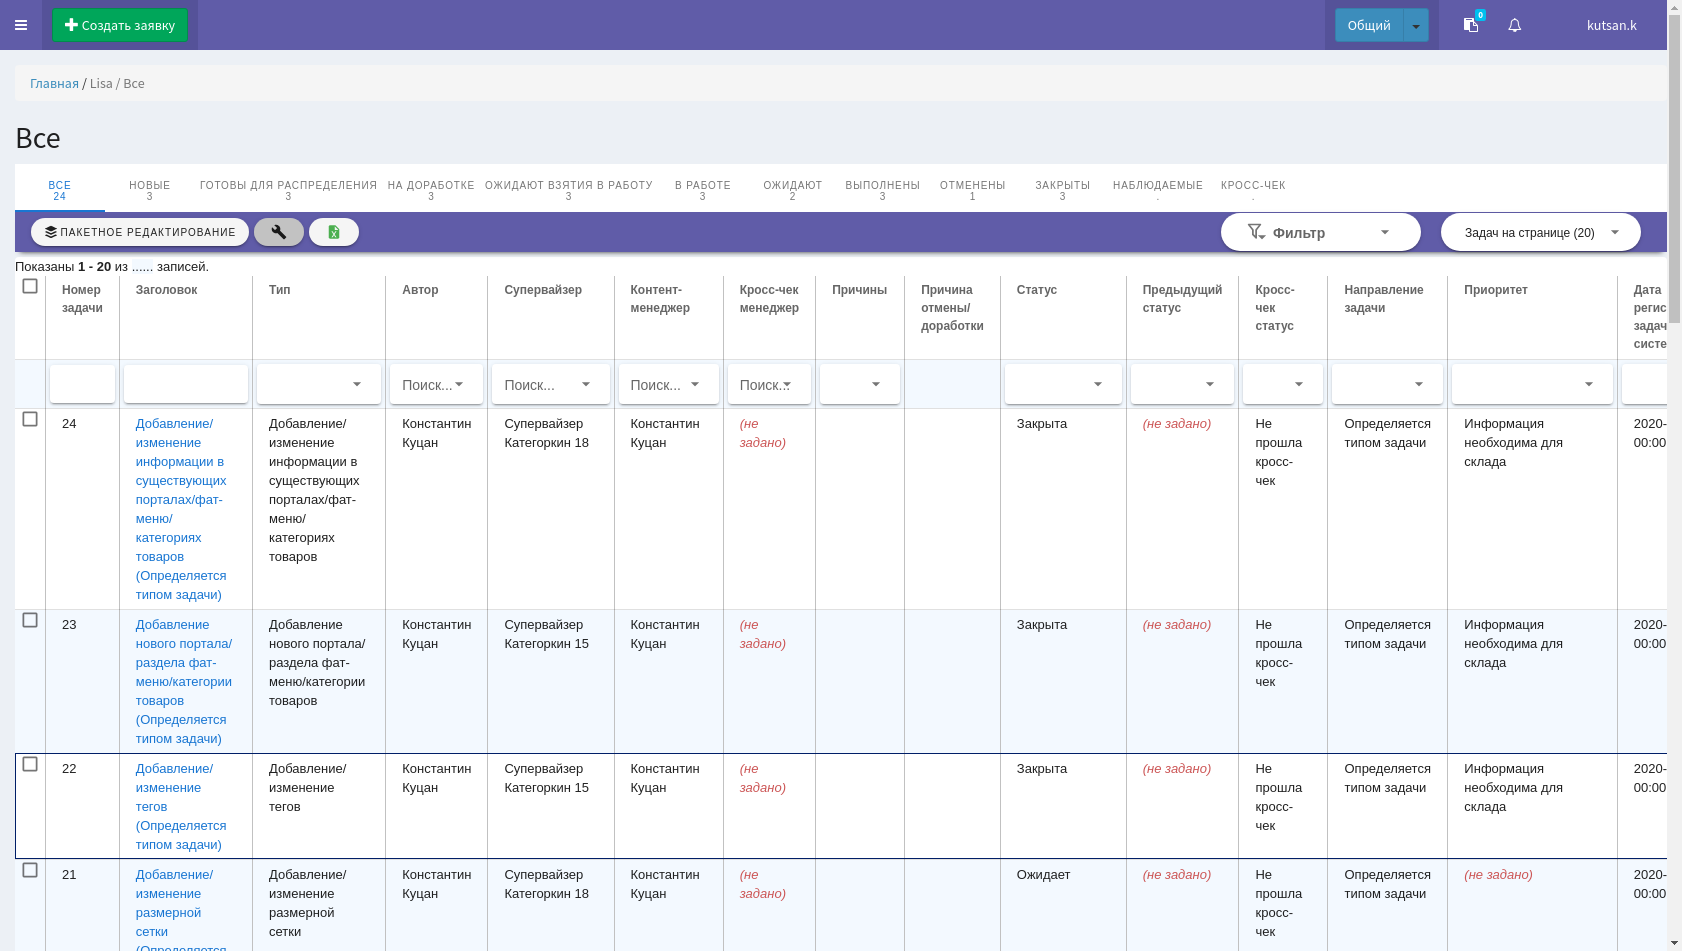 Создать заявку
Общий
0
kutsan.k
Главная / Lisa / Все
Все
ВСЕ НОВЫЕ ГОТОВЫ ДЛЯ РАСПРЕДЕЛЕНИЯ НА ДОРАБОТКЕ ОЖИДАЮТ ВЗЯТИЯ В РАБОТУ В РАБОТЕ ОЖИДАЮТ ВЫПОЛНЕНЫ ОТМЕНЕНЫ ЗАКРЫТЫ НАБЛЮДАЕМЫЕ КРОСС-ЧЕК
24 3 3 3 3 3 2 3 1 3 . .
ПАКЕТНОЕ РЕДАКТИРОВАНИЕ Фильтр Задач на странице (20)
Показаны 1 - 20 из ...... записей.
Номер Заголовок Тип Автор Супервайзер Контент- Кросс-чек Причины Причина Статус Предыдущий Кросс- Направление Приоритет Дата
задачи менеджер менеджер отмены/ статус чек задачи регис
доработки статус задач
систе
Поиск... Поиск... Поиск... Поиск...
24 Добавление/ Добавление/ Константин Супервайзер Константин (не Закрыта (не задано) Не Определяется Информация 2020-
изменение изменение Куцан Категоркин 18 Куцан задано) прошла типом задачи необходима для 00:00
информации в информации в кросс- склада
существующих существующих чек
порталах/фат- порталах/фат-
меню/ меню/
категориях категориях
товаров товаров
(Определяется
типом задачи)
23 Добавление Добавление Константин Супервайзер Константин (не Закрыта (не задано) Не Определяется Информация 2020-
нового портала/ нового портала/ Куцан Категоркин 15 Куцан задано) прошла типом задачи необходима для 00:00
раздела фат- раздела фат- кросс- склада
меню/категории меню/категории чек
товаров товаров
(Определяется
типом задачи)
22 Добавление/ Добавление/ Константин Супервайзер Константин (не Закрыта (не задано) Не Определяется Информация 2020-
изменение изменение Куцан Категоркин 15 Куцан задано) прошла типом задачи необходима для 00:00
тегов тегов кросс- склада
(Определяется чек
типом задачи)
21 Добавление/ Добавление/ Константин Супервайзер Константин (не Ожидает (не задано) Не Определяется (не задано) 2020-
изменение изменение Куцан Категоркин 18 Куцан задано) прошла типом задачи 00:00
размерной размерной кросс-
сетки сетки чек
(Определяется